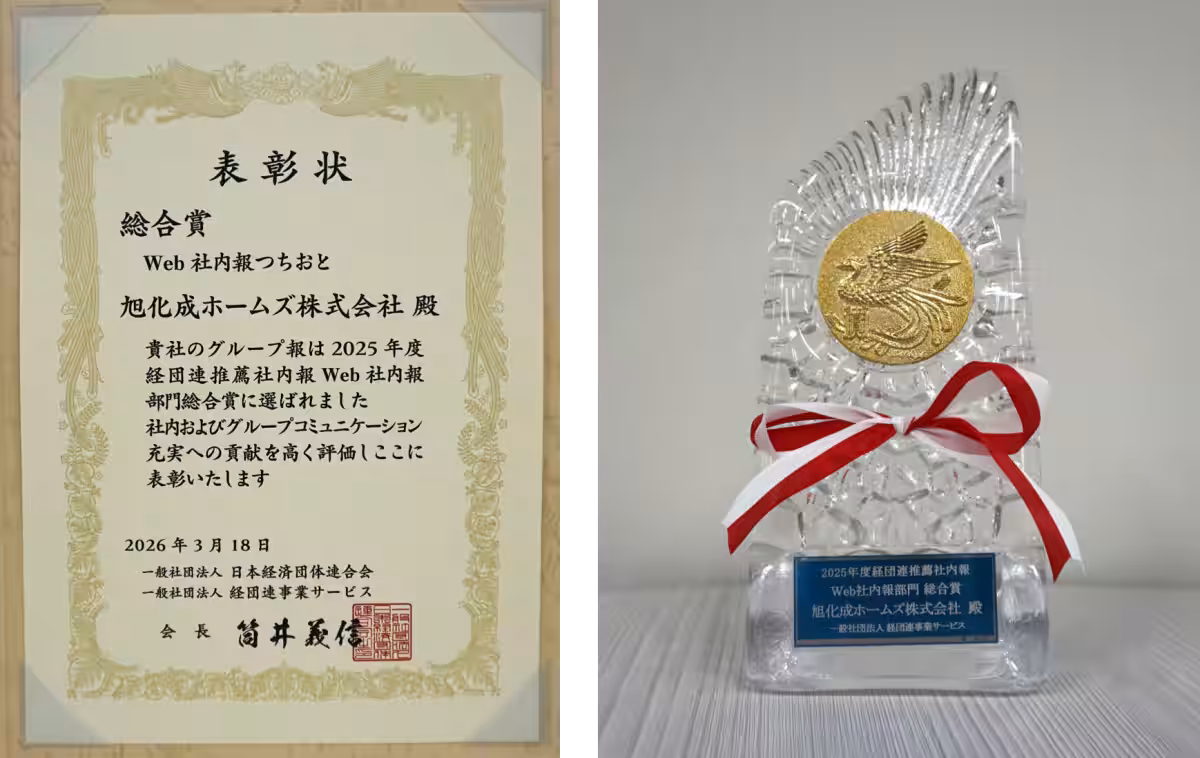 表彰状
総合賞
Web 社内報つちおと
旭化成ホームズ株式会社 殿
貴社のグループ報は 2025 年度
経団連推薦社内報 Web 社内報
部門総合賞に選ばれました
社内およびグループコミュニケーション
充実への貢献を高く評価しここに
表彰いたします
2026 年 3 月 18 日
一般社団法人 日本経済団体連合会
一般社団法人 経団連事業サービス
会長 筒井義信
2025年度経団連推薦社内報
Web社内報部門 総合賞
旭化成ホームズ株式会社 殿
一般社団法人 経団連事業サービス